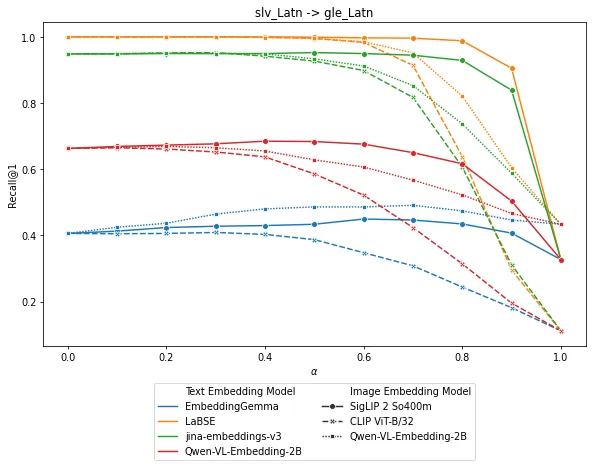 slv_Latn -> gle_Latn
Recall@1
1.0
0.8
0.6
0.4
0.2
0.0 0.2 0.4 0.6 0.8 1.0
α
Text Embedding Model Image Embedding Model
EmbeddingGemma SigLIP 2 So400m
LaBSE CLIP ViT-B/32
jina-embeddings-v3 Qwen-VL-Embedding-2B
Qwen-VL-Embedding-2B